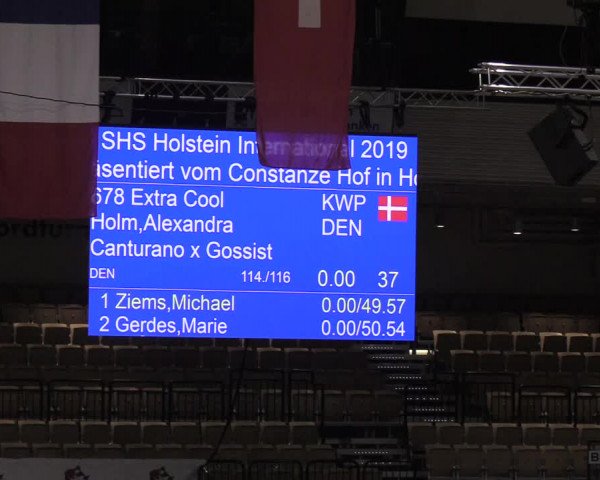 SHS Holstein International 2019
äsentiert vom Constanze Hof in Ho
678 Extra Cool KWP
Holm,Alexandra DEN
Canturano x Gossist
DEN 114./116 0.00 37
1 Ziems,Michael 0.00/49.57
2 Gerdes,Marie 0.00/50.54